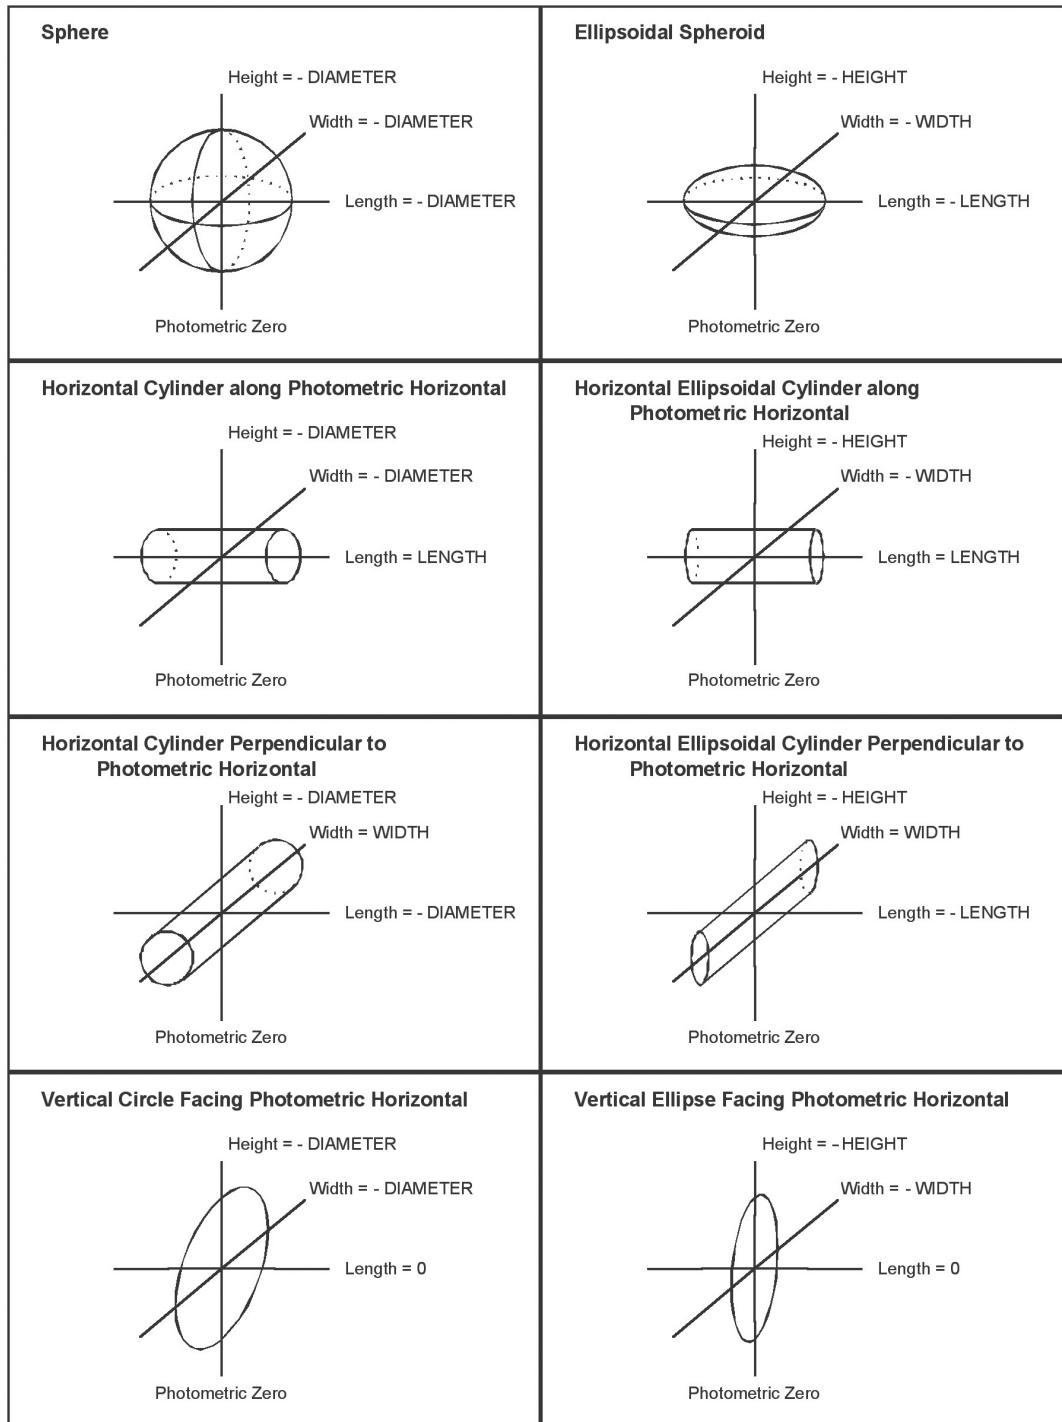 Sphere
Height = - DIAMETER
Width = - DIAMETER
Length = - DIAMETER
Photometric Zero
Ellipsoidal Spheroid
Height = - HEIGHT
Width = - WIDTH
Length = - LENGTH
Photometric Zero
Horizontal Cylinder along Photometric Horizontal
Height = - DIAMETER
Width = - DIAMETER
Length = LENGTH
Photometric Zero
Horizontal Ellipsoidal Cylinder along
Photometric Horizontal
Height = - HEIGHT
Width = - WIDTH
Length = LENGTH
Photometric Zero
Horizontal Cylinder Perpendicular to
Photometric Horizontal
Height = - DIAMETER
Width = WIDTH
Length = - DIAMETER
Photometric Zero
Horizontal Ellipsoidal Cylinder Perpendicular to
Photometric Horizontal
Height = - HEIGHT
Width = WIDTH
Length = - LENGTH
Photometric Zero
Vertical Circle Facing Photometric Horizontal
Height = - DIAMETER
Width = - DIAMETER
Length = 0
Photometric Zero
Vertical Ellipse Facing Photometric Horizontal
Height = - HEIGHT
Width = - WIDTH
Length = 0
Photometric Zero